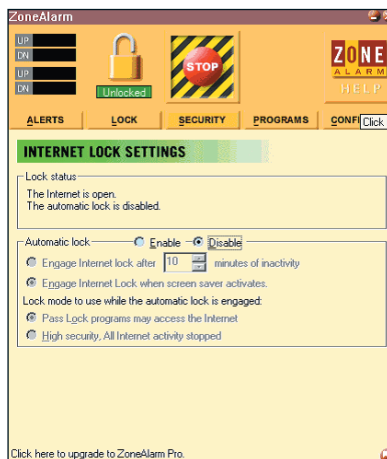 ZoneAlarm
UP
DN
UP
DN
Unlocked
STOP
ZONE
ALARM
HELP
ALERTS
LOCK
SECURITY
PROGRAMS
CONFI
Click
INTERNET LOCK SETTINGS
Lock status
The Internet is open.
The automatic lock is disabled.
Automatic lock Enable Disable
Engage Internet lock after 10 minutes of inactivity
Engage Internet Lock when screen saver activates.
Lock mode to use while the automatic lock is engaged:
Pass Lock programs may access the Internet
High security, All Internet activity stopped
Click here to upgrade to ZoneAlarm Pro.